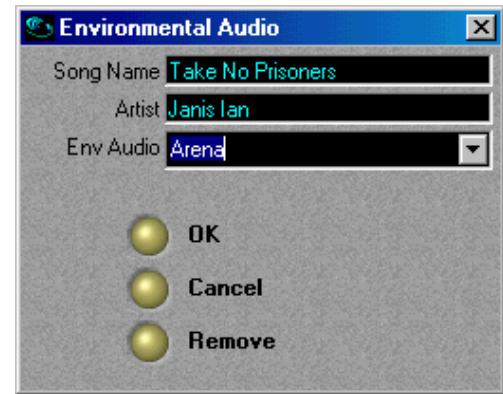 Environmental Audio
Song Name Take No Prisoners
Artist Janis Ian
Env Audio Arena
OK
Cancel
Remove